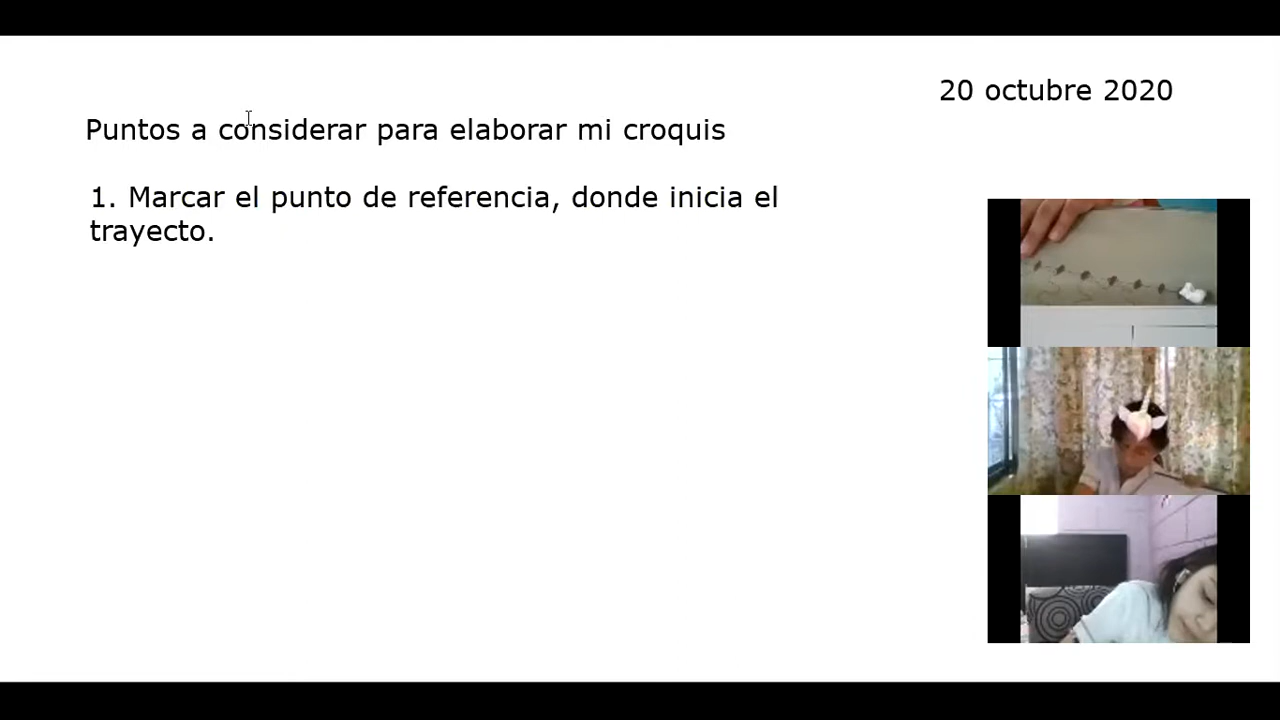 20 octubre 2020
Puntos a considerar para elaborar mi croquis
1. Marcar el punto de referencia, donde inicia el
trayecto.